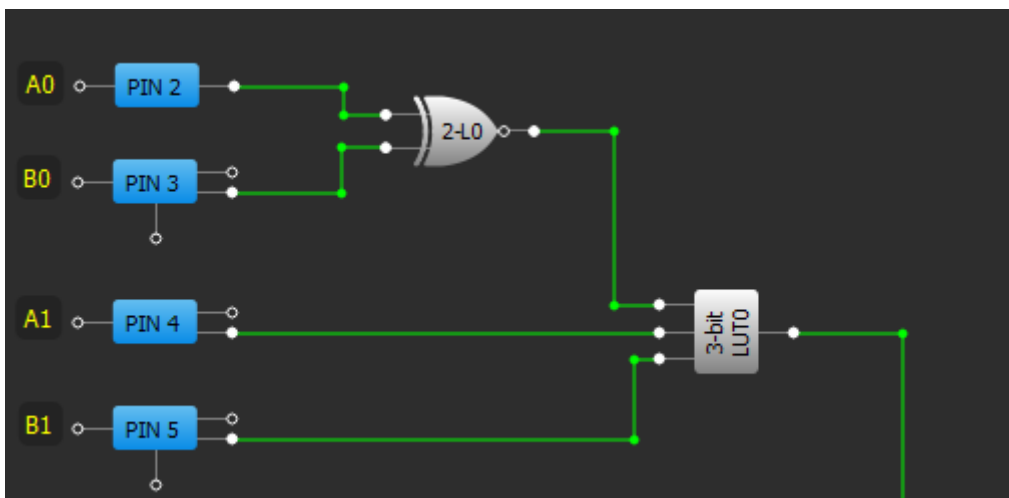 A0
PIN 2
2-L0
B0
PIN 3
A1
PIN 4
3-bit
LUT0
B1
PIN 5